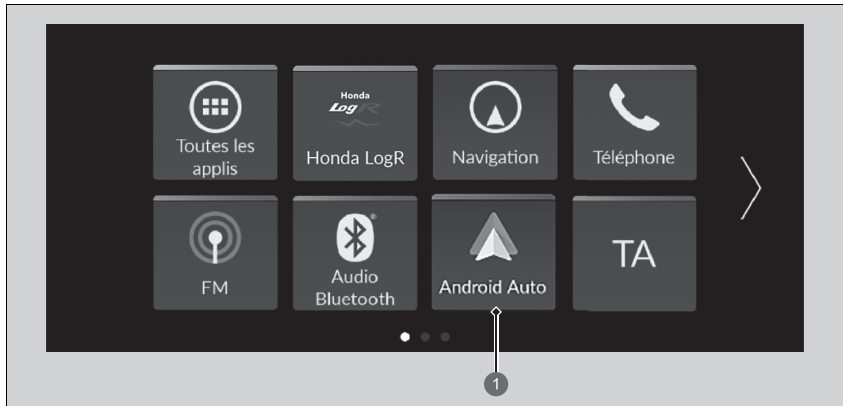 Toutes les
applis
Honda
LogR
Honda LogR
Navigation
Téléphone
FM
Audio
Bluetooth
Android Auto
TA
1